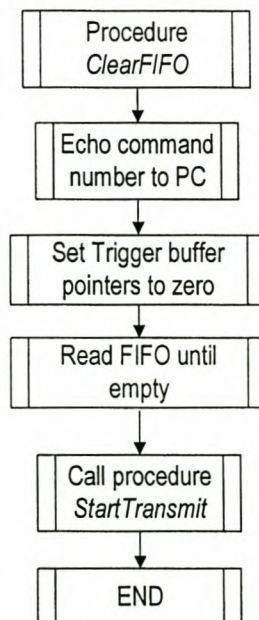 Procedure
ClearFIFO
Echo command
number to PC
Set Trigger buffer
pointers to zero
Read FIFO until
empty
Call procedure
StartTransmit
END